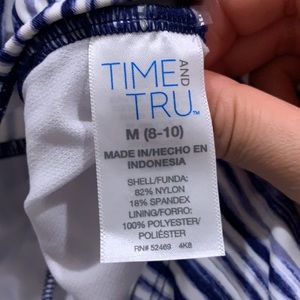 TIME AND
TRU™
M (8-10)
MADE IN/HECHO EN
INDONESIA
SHELL/FUNDA:
82% NYLON
18% SPANDEX
LINING/FORRO:
100% POLYESTER/
POLIÉSTER
RN# 52469 4K8